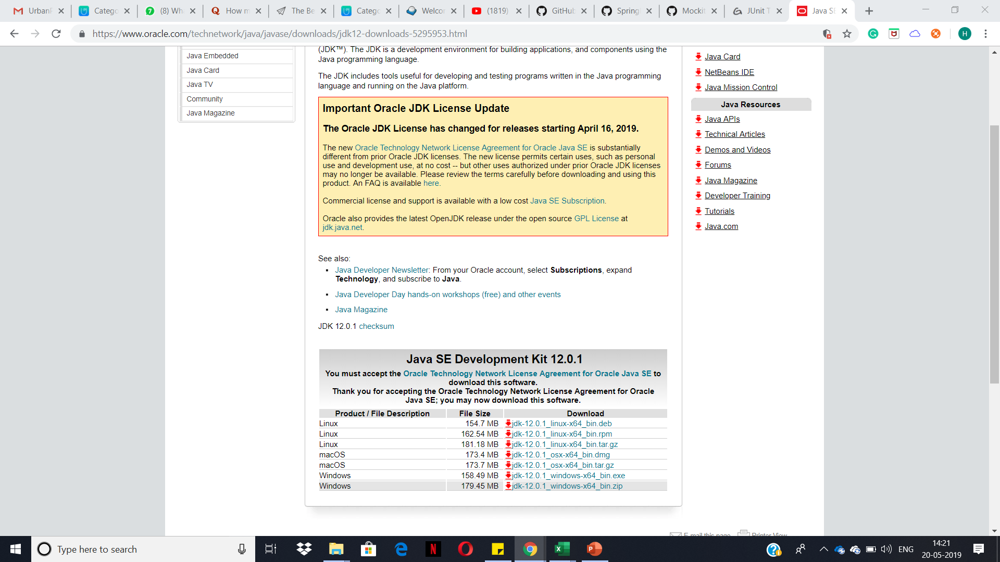 UrbanP
Catego
(8) Wha
How m
The Be
Catego
Welcom
(1819)
GitHub
Spring
Mockit
JUnit T
Java SE
https://www.oracle.com/technetwork/java/javase/downloads/jdk12-downloads-5295953.html
H
Java Embedded
Java Card
Java TV
Community
Java Magazine
(JDK™). The JDK is a development environment for building applications, and components using the
Java programming language.
The JDK includes tools useful for developing and testing programs written in the Java programming
language and running on the Java platform.
Important Oracle JDK License Update
The Oracle JDK License has changed for releases starting April 16, 2019.
The new Oracle Technology Network License Agreement for Oracle Java SE is substantially
different from prior Oracle JDK licenses. The new license permits certain uses, such as personal
use and development use, at no cost -- but other uses authorized under prior Oracle JDK licenses
may no longer be available. Please review the terms carefully before downloading and using this
product. An FAQ is available here.
Commercial license and support is available with a low cost Java SE Subscription.
Oracle also provides the latest OpenJDK release under the open source GPL License at
jdk.java.net.
See also:
Java Developer Newsletter: From your Oracle account, select Subscriptions, expand
Technology, and subscribe to Java.
Java Developer Day hands-on workshops (free) and other events
Java Magazine
JDK 12.0.1 checksum
Java SE Development Kit 12.0.1
You must accept the Oracle Technology Network License Agreement for Oracle Java SE to
download this software.
Thank you for accepting the Oracle Technology Network License Agreement for Oracle
Java SE; you may now download this software.
Product / File Description File Size Download
Linux 154.7 MB jdk-12.0.1_linux-x64_bin.deb
Linux 162.54 MB jdk-12.0.1_linux-x64_bin.rpm
Linux 181.18 MB jdk-12.0.1_linux-x64_bin.tar.gz
macOS 173.4 MB jdk-12.0.1_osx-x64_bin.dmg
macOS 173.7 MB jdk-12.0.1_osx-x64_bin.tar.gz
Windows 158.49 MB jdk-12.0.1_windows-x64_bin.exe
Windows 179.45 MB jdk-12.0.1_windows-x64_bin.zip
Java Card
NetBeans IDE
Java Mission Control
Java Resources
Java APIs
Technical Articles
Demos and Videos
Forums
Java Magazine
Developer Training
Tutorials
Java.com
E-mail this page Printer View
Type here to search
ENG
14:21
20-05-2019